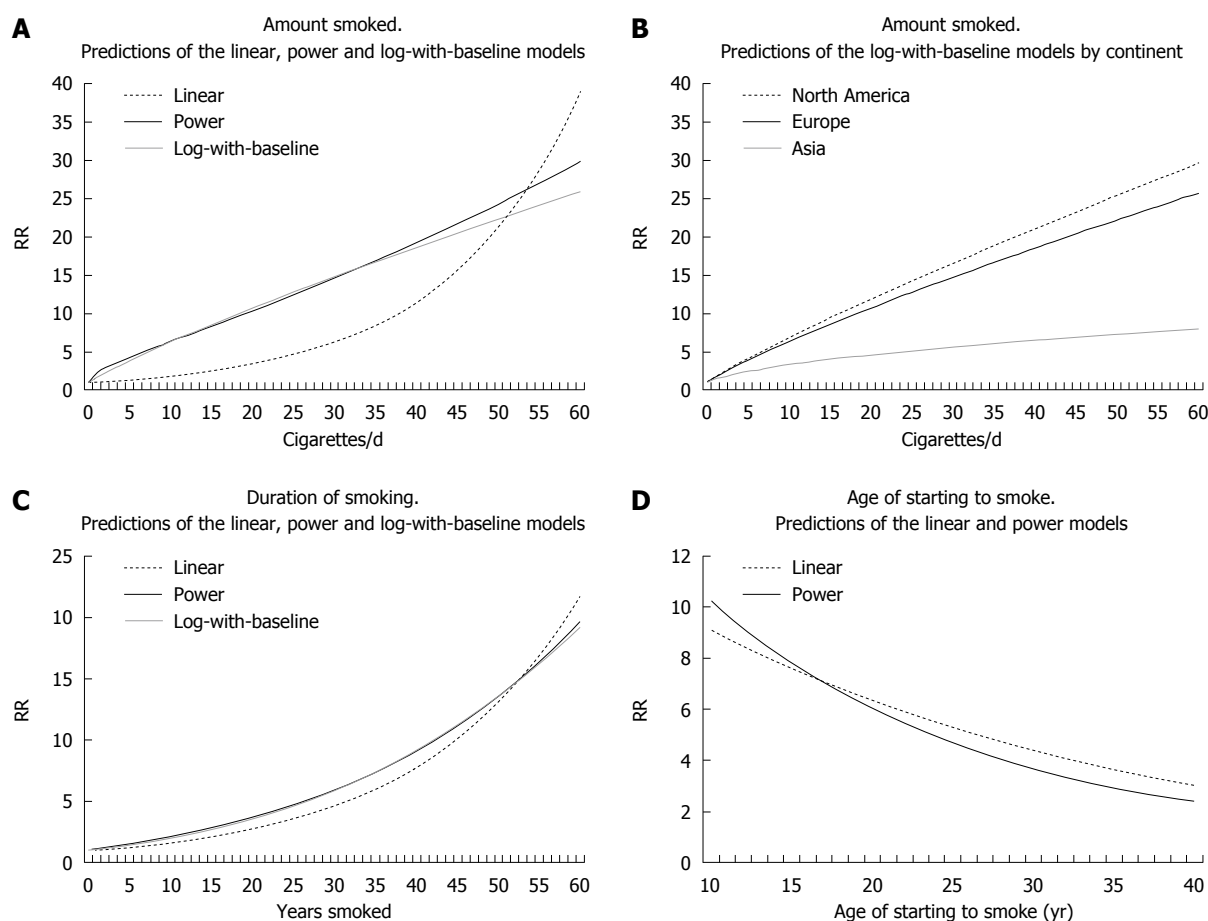 A
Amount smoked.
Predictions of the linear, power and log-with-baseline models
40
35
30
25
20
15
10
5
0
RR
Linear
Power
Log-with-baseline
0 5 10 15 20 25 30 35 40 45 50 55 60
Cigarettes/d
B
Amount smoked.
Predictions of the log-with-baseline models by continent
40
35
30
25
20
15
10
5
0
RR
North America
Europe
Asia
0 5 10 15 20 25 30 35 40 45 50 55 60
Cigarettes/d
C
Duration of smoking.
Predictions of the linear, power and log-with-baseline models
25
20
15
10
5
0
RR
Linear
Power
Log-with-baseline
0 5 10 15 20 25 30 35 40 45 50 55 60
Years smoked
D
Age of starting to smoke.
Predictions of the linear and power models
12
10
8
6
4
2
0
RR
Linear
Power
10 15 20 25 30 35 40
Age of starting to smoke (yr)